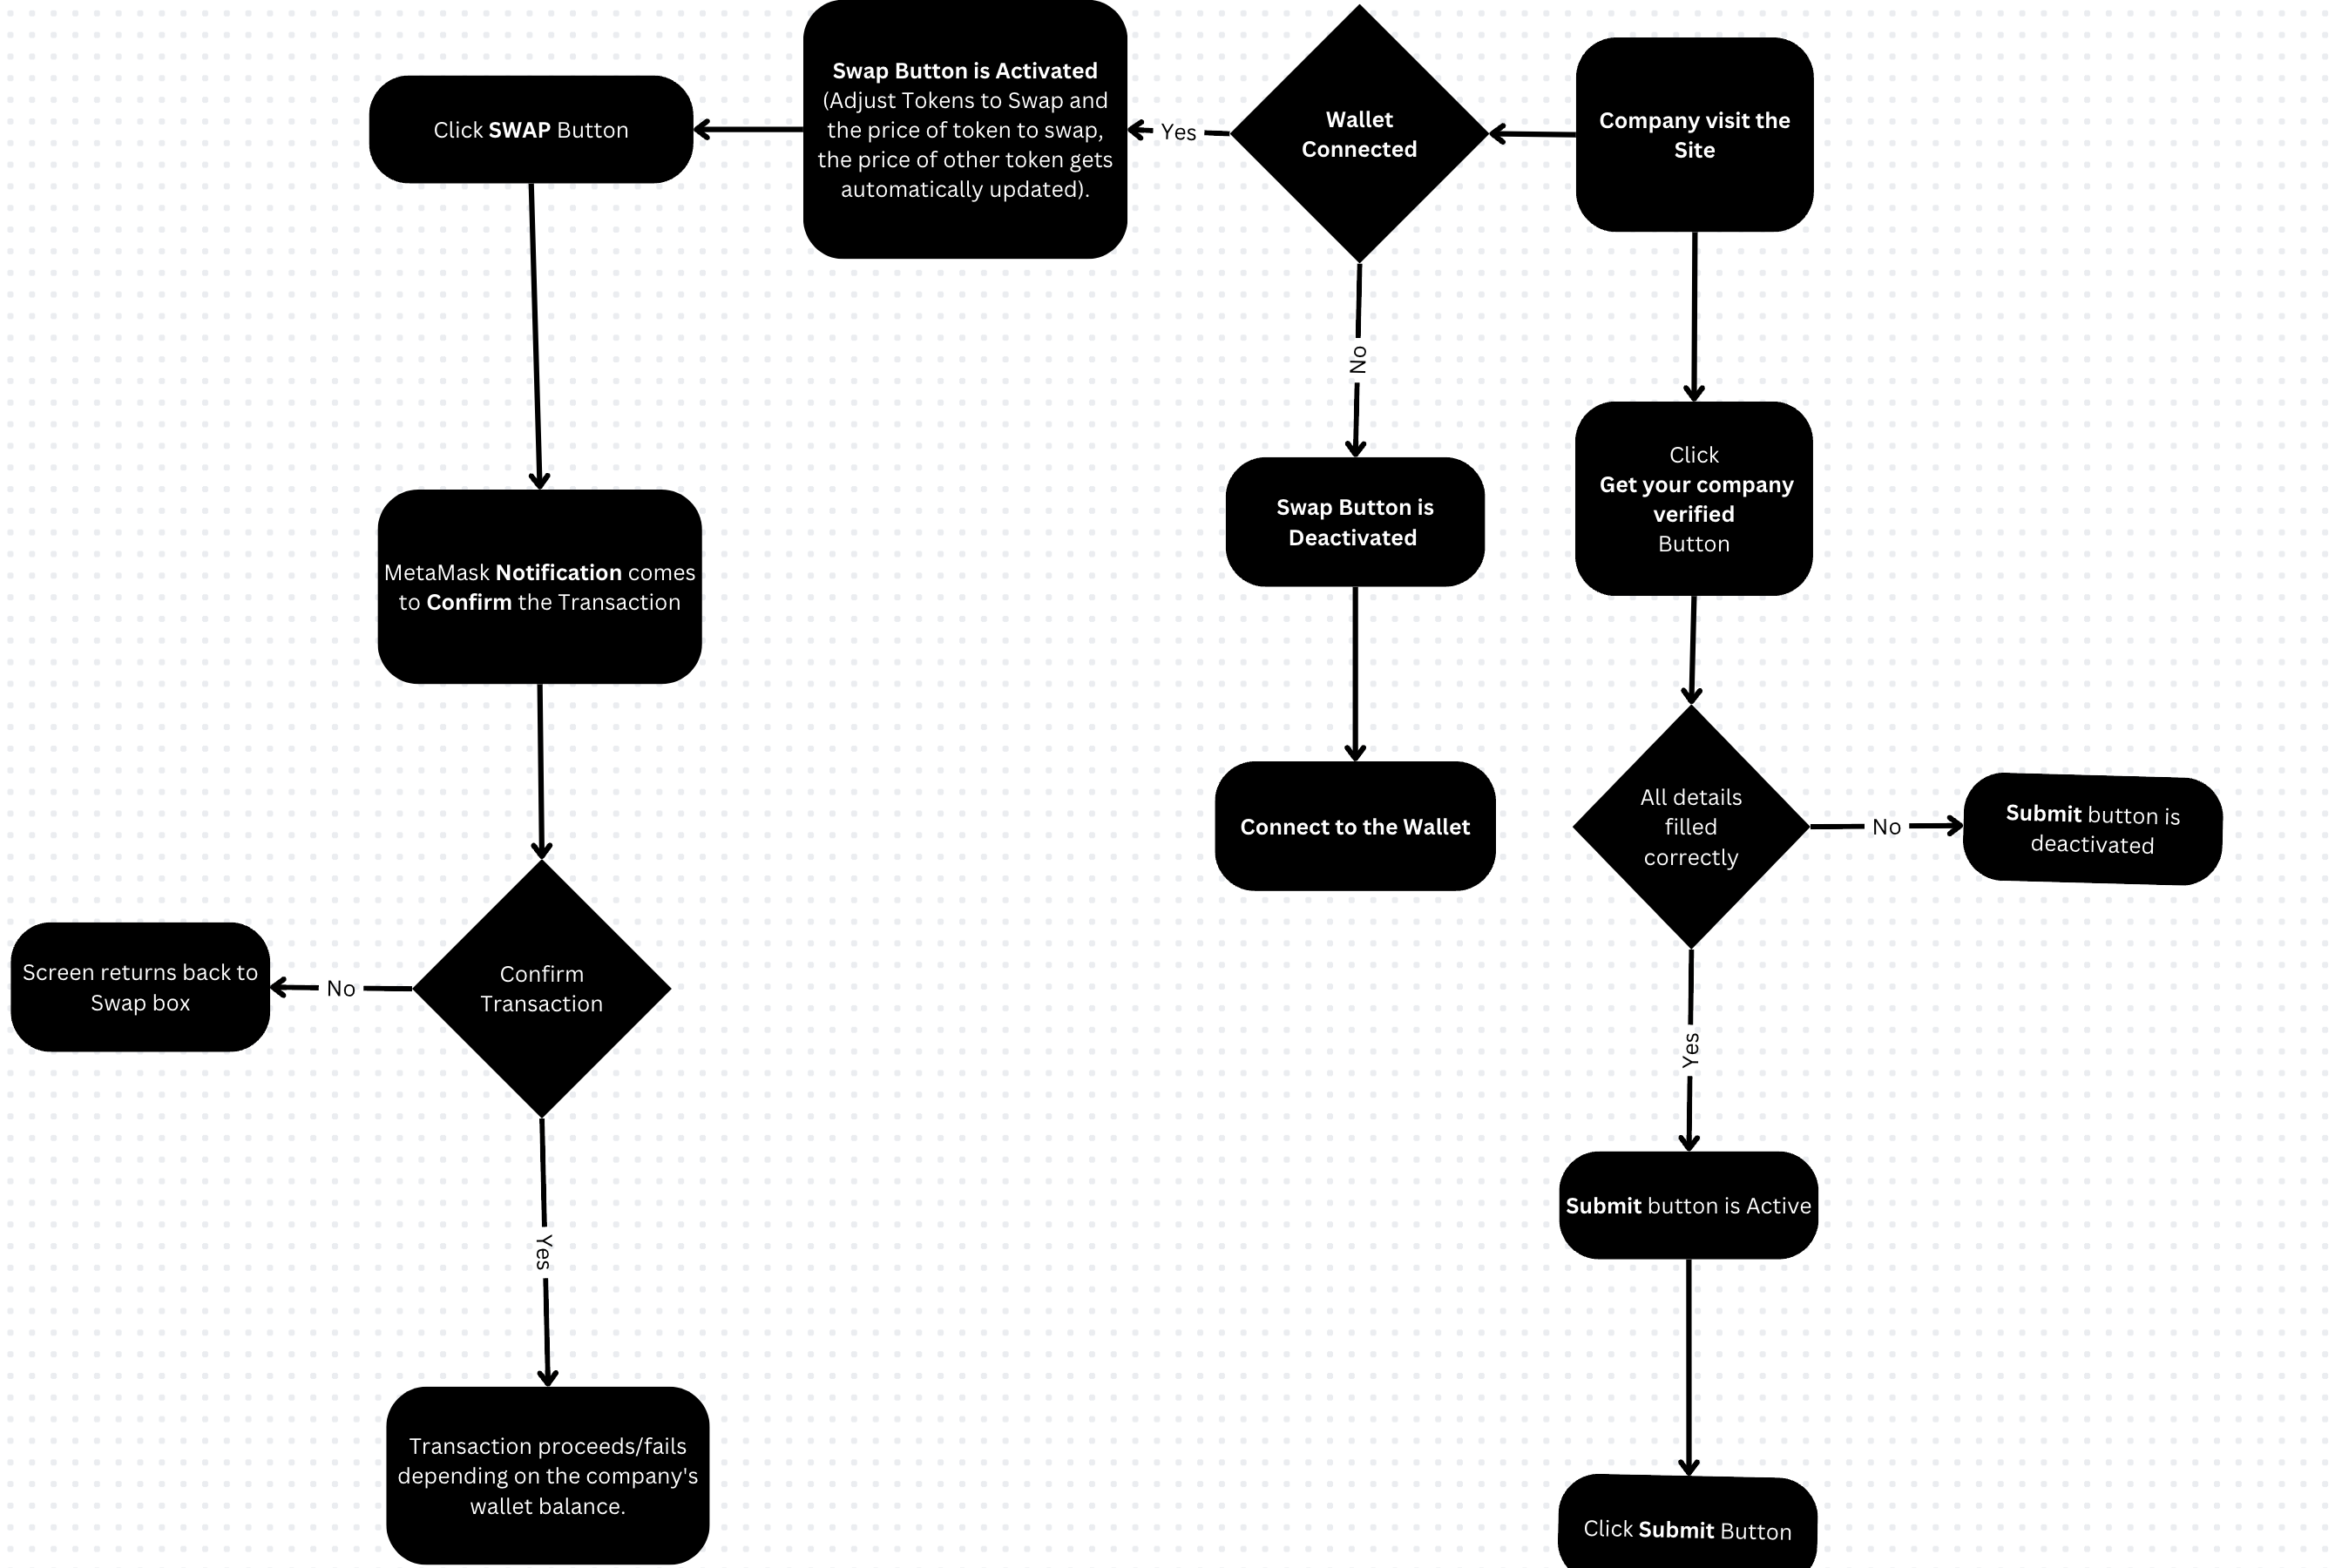 Swap Button is Activated
(Adjust Tokens to Swap and
the price of token to swap,
the price of other token gets
automatically updated).
Click SWAP Button
Yes
Wallet
Connected
Company visit the
Site
No
Swap Button is
Deactivated
Click
Get your company
verified
Button
MetaMask Notification comes
to Confirm the Transaction
Connect to the Wallet
All details
filled
correctly
No
Submit button is
deactivated
Screen returns back to
Swap box
No
Confirm
Transaction
Yes
Submit button is Active
Yes
Transaction proceeds/fails
depending on the company's
wallet balance.
Click Submit Button